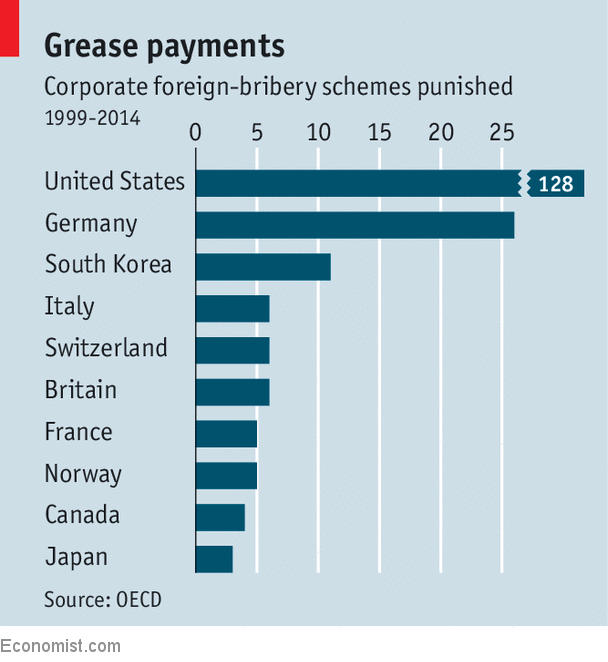 Grease payments
Corporate foreign-bribery schemes punished
1999-2014
0 5 10 15 20 25
United States 128
Germany
South Korea
Italy
Switzerland
Britain
France
Norway
Canada
Japan
Source: OECD
Economist.com